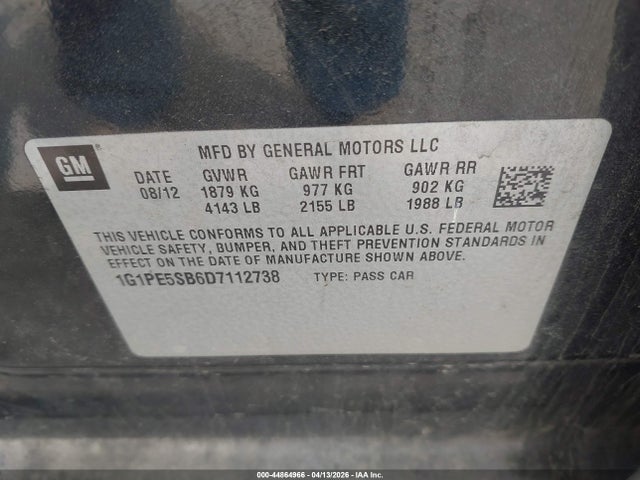 GM
MFD BY GENERAL MOTORS LLC
DATE GVWR GAWR FRT GAWR RR
08/12 1879 KG 977 KG 902 KG
4143 LB 2155 LB 1988 LB
THIS VEHICLE CONFORMS TO ALL APPLICABLE U.S. FEDERAL MOTOR
VEHICLE SAFETY, BUMPER, AND THEFT PREVENTION STANDARDS IN
EFFECT ON THE DATE OF MANUFACTURE SHOWN ABOVE.
1G1PE5SB6D7112738 TYPE: PASS CAR
000-44864966 - 04/13/2026 - IAA Inc.